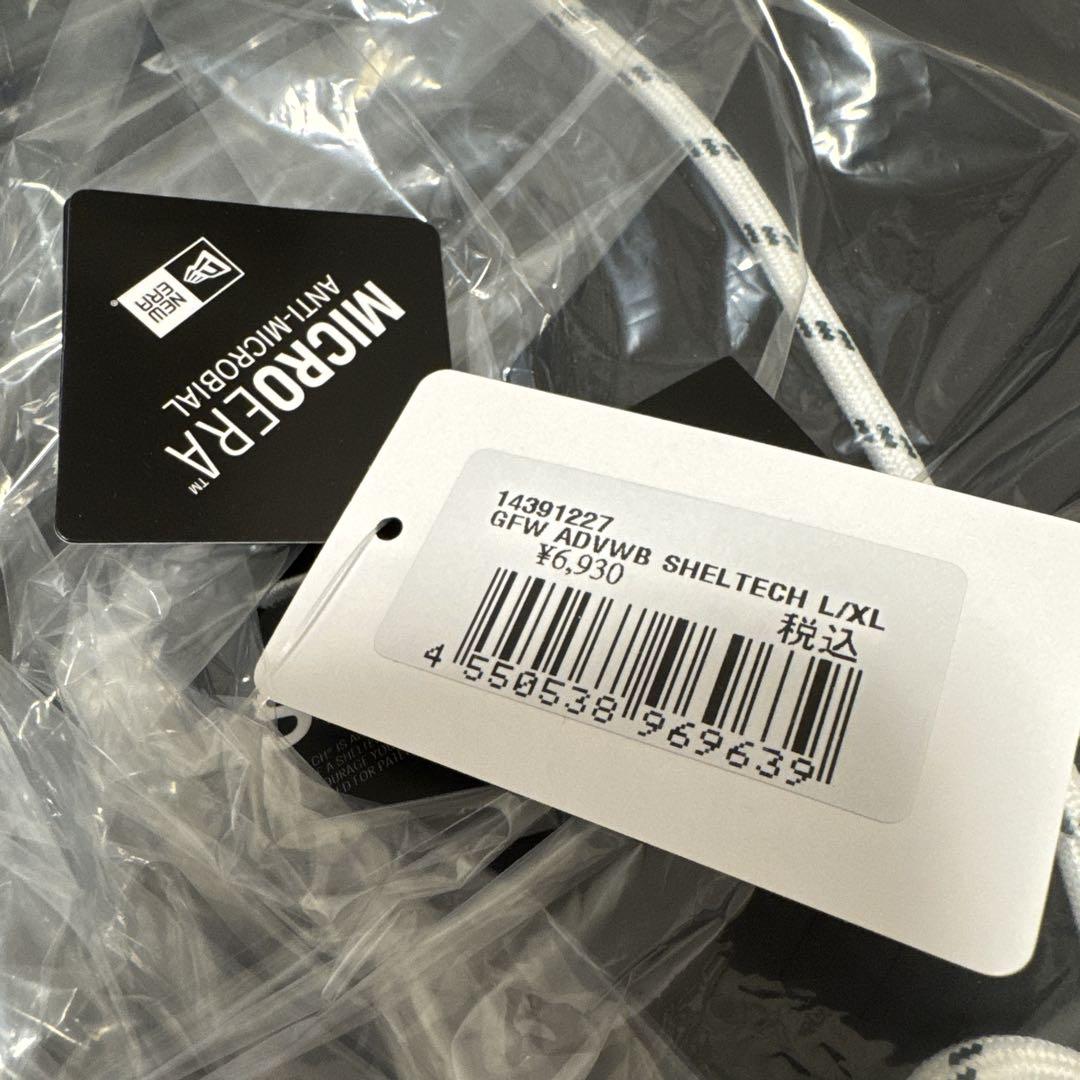 NEW
ERA
MICROERA™
ANTI-MICROBIAL
14391227
GFW ADVWB SHELTECH L/XL
¥6,930
税込
4 550538 969639